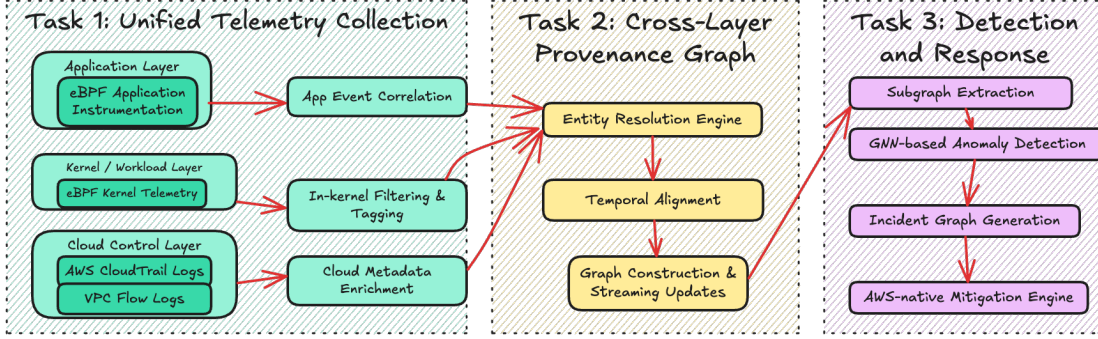 Task 1: Unified Telemetry Collection
Application Layer
eBPF Application
Instrumentation
App Event Correlation
Kernel / Workload Layer
eBPF Kernel Telemetry
In-kernel Filtering &
Tagging
Cloud Control Layer
AWS CloudTrail Logs
VPC Flow Logs
Cloud Metadata
Enrichment
Task 2: Cross-Layer
Provenance Graph
Entity Resolution Engine
Temporal Alignment
Graph Construction &
Streaming Updates
Task 3: Detection
and Response
Subgraph Extraction
GNN-based Anomaly Detection
Incident Graph Generation
AWS-native Mitigation Engine